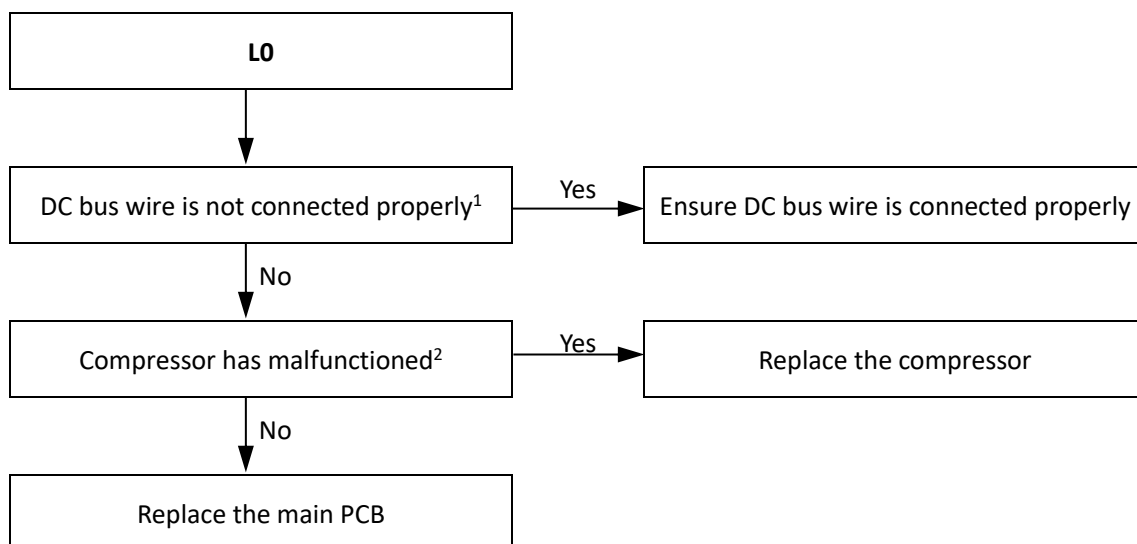 L0
DC bus wire is not connected properly¹
Yes
Ensure DC bus wire is connected properly
No
Compressor has malfunctioned²
Yes
Replace the compressor
No
Replace the main PCB